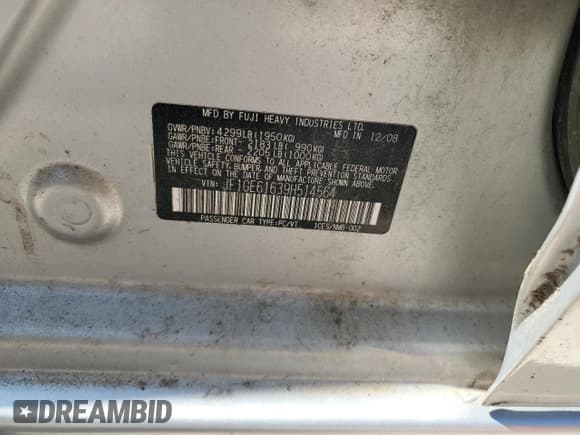 MFD BY FUJI HEAVY INDUSTRIES LTD.
GVWR/PNBV: 4299LB(1950KG) MFD IN 12/08
GAWR/PNBE:FRONT- 2183LB( 990KG)
GAWR/PNBE:REAR - 2205LB(1000KG)
THIS VEHICLE CONFORMS TO ALL APPLICABLE FEDERAL MOTOR
VEHICLE SAFETY, BUMPER, AND THEFT PREVENTION STANDARDS
IN EFFECT ON THE DATE OF MANUFACTURE SHOWN ABOVE.
VIN: JF1GE61639H514564
PASSENGER CAR TYPE:PC/VT ICES/NMB-002
DREAMBID